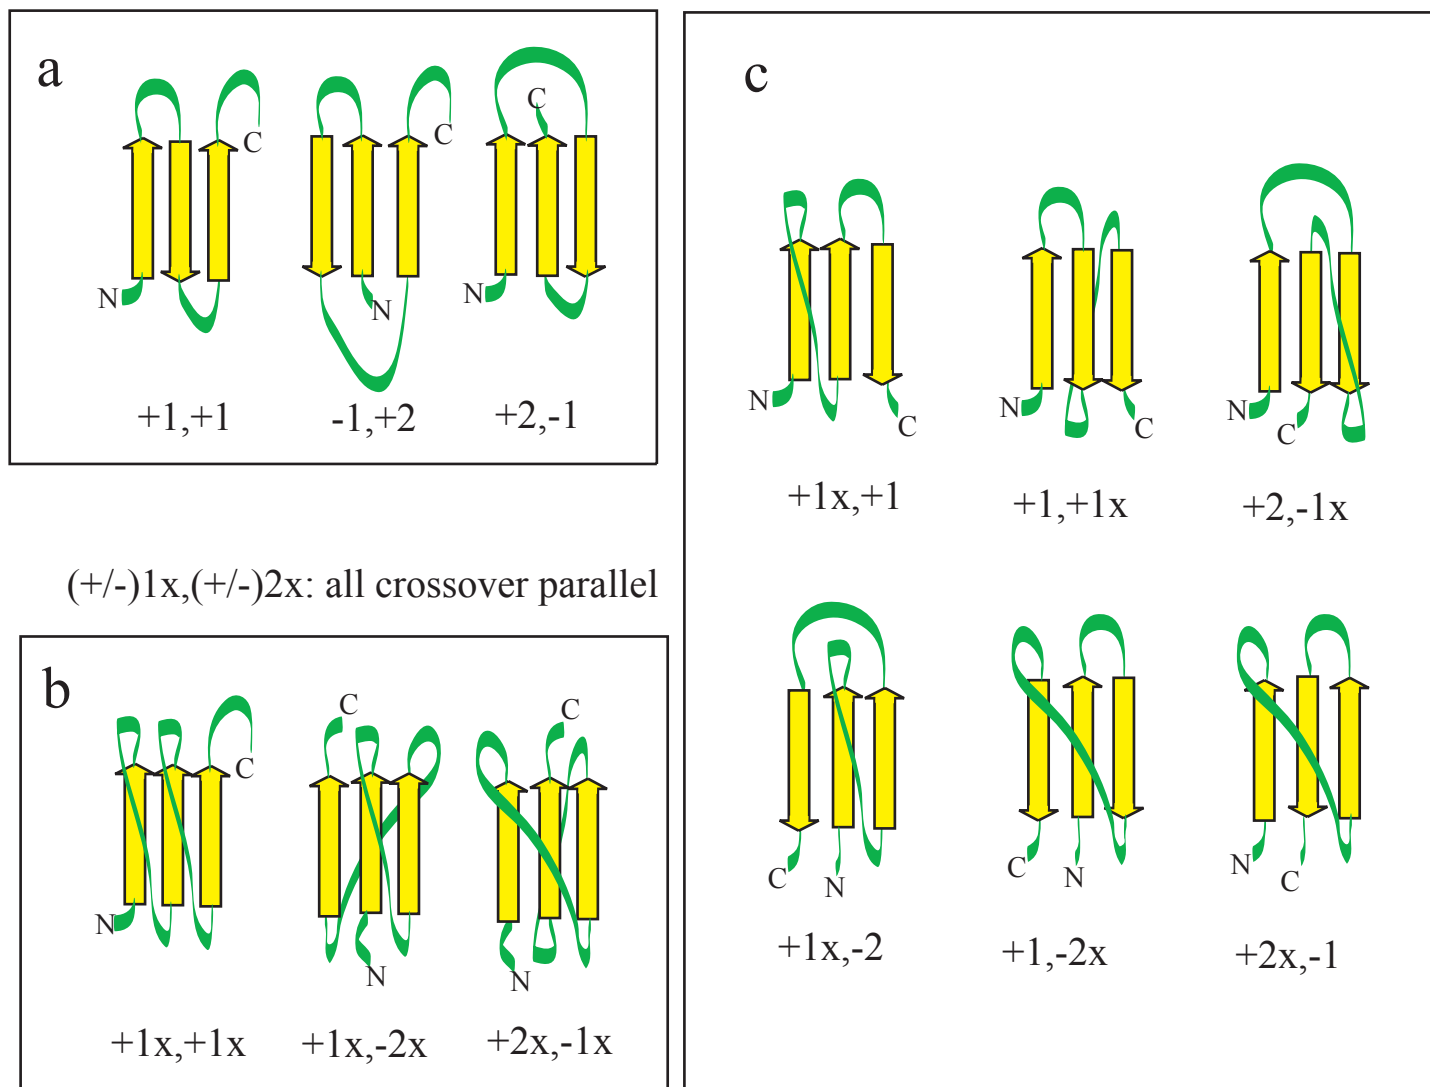 a
C
C
C
N
N
N
+1,+1
-1,+2
+2,-1
(+/-)1x,(+/-)2x: all crossover parallel
b
C
C
C
N
N
N
+1x,+1x
+1x,-2x
+2x,-1x
c
N
C
N
C
N
C
+1x,+1
+1,+1x
+2,-1x
C
N
C
N
N
C
+1x,-2
+1,-2x
+2x,-1